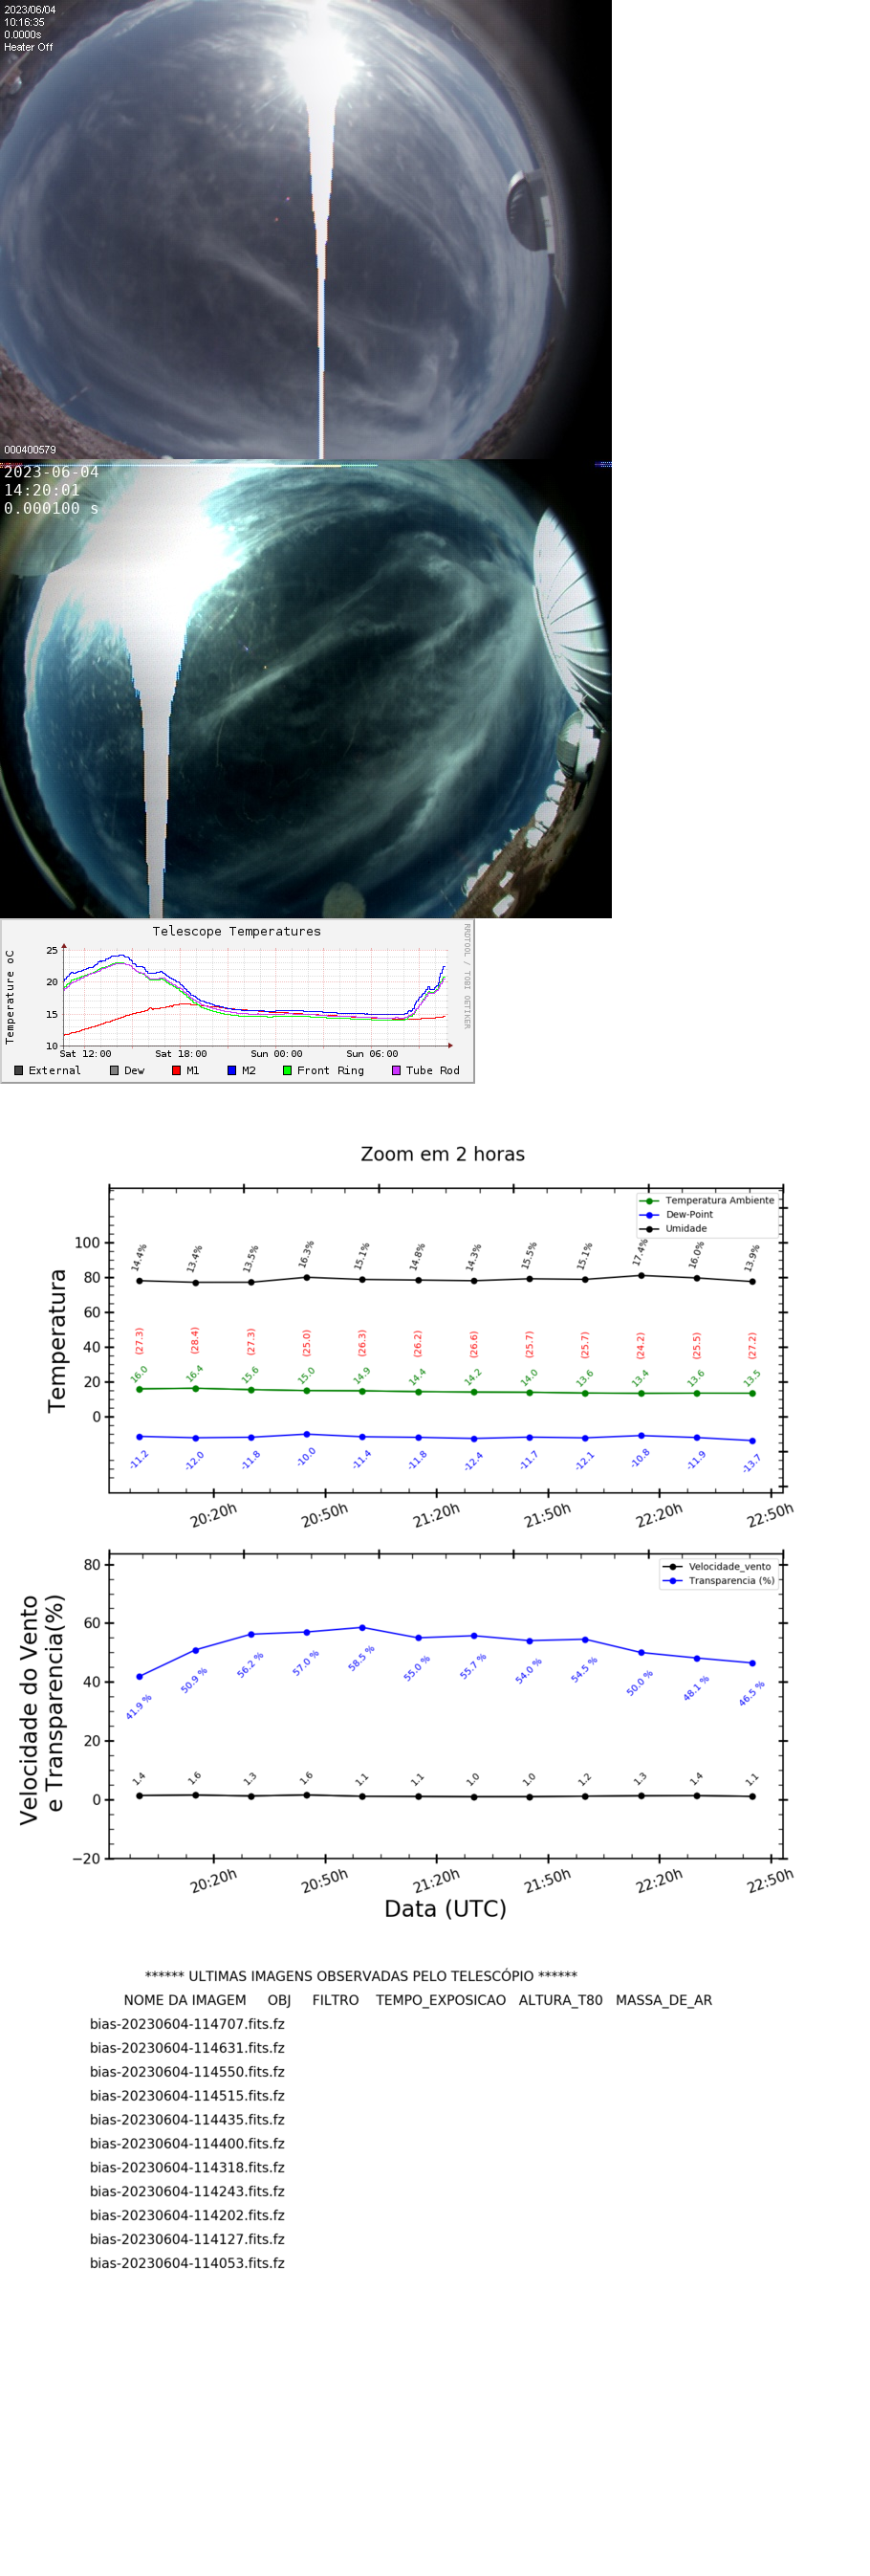 2023/06/04
10:16:35
0.0000s
Heater Off
000400579
2023-06-04
14:20:01
0.000100 s
Telescope Temperatures
RRDTOOL / TOBI OETIKER
Temperature oC
25
20
15
10
Sat 12:00 Sat 18:00 Sun 00:00 Sun 06:00
External Dew M1 M2 Front Ring Tube Rod
Zoom em 2 horas
Temperatura Ambiente
Dew-Point
Umidade
Temperatura
100
80
60
40
20
0
14.4% 13.4% 13.5% 16.3% 15.1% 14.8% 14.3% 15.5% 15.1% 17.4% 16.0% 13.9%
(27.3) (28.4) (27.3) (25.0) (26.3) (26.2) (26.6) (25.7) (25.7) (24.2) (25.5) (27.2)
16.0 16.4 15.6 15.0 14.9 14.4 14.2 14.0 13.6 13.4 13.6 13.5
-11.2 -12.0 -11.8 -10.0 -11.4 -11.8 -12.4 -11.7 -12.1 -10.8 -11.9 -13.7
20:20h 20:50h 21:20h 21:50h 22:20h 22:50h
Velocidade_vento
Transparencia (%)
Velocidade do Vento
e Transparencia(%)
80
60
40
20
0
−20
41.9 % 50.9 % 56.2 % 57.0 % 58.5 % 55.0 % 55.7 % 54.0 % 54.5 % 50.0 % 48.1 % 46.5 %
1.4 1.6 1.3 1.6 1.1 1.1 1.0 1.0 1.2 1.3 1.4 1.1
20:20h 20:50h 21:20h 21:50h 22:20h 22:50h
Data (UTC)
****** ULTIMAS IMAGENS OBSERVADAS PELO TELESCÓPIO ******
NOME DA IMAGEM OBJ FILTRO TEMPO_EXPOSICAO ALTURA_T80 MASSA_DE_AR
bias-20230604-114707.fits.fz
bias-20230604-114631.fits.fz
bias-20230604-114550.fits.fz
bias-20230604-114515.fits.fz
bias-20230604-114435.fits.fz
bias-20230604-114400.fits.fz
bias-20230604-114318.fits.fz
bias-20230604-114243.fits.fz
bias-20230604-114202.fits.fz
bias-20230604-114127.fits.fz
bias-20230604-114053.fits.fz